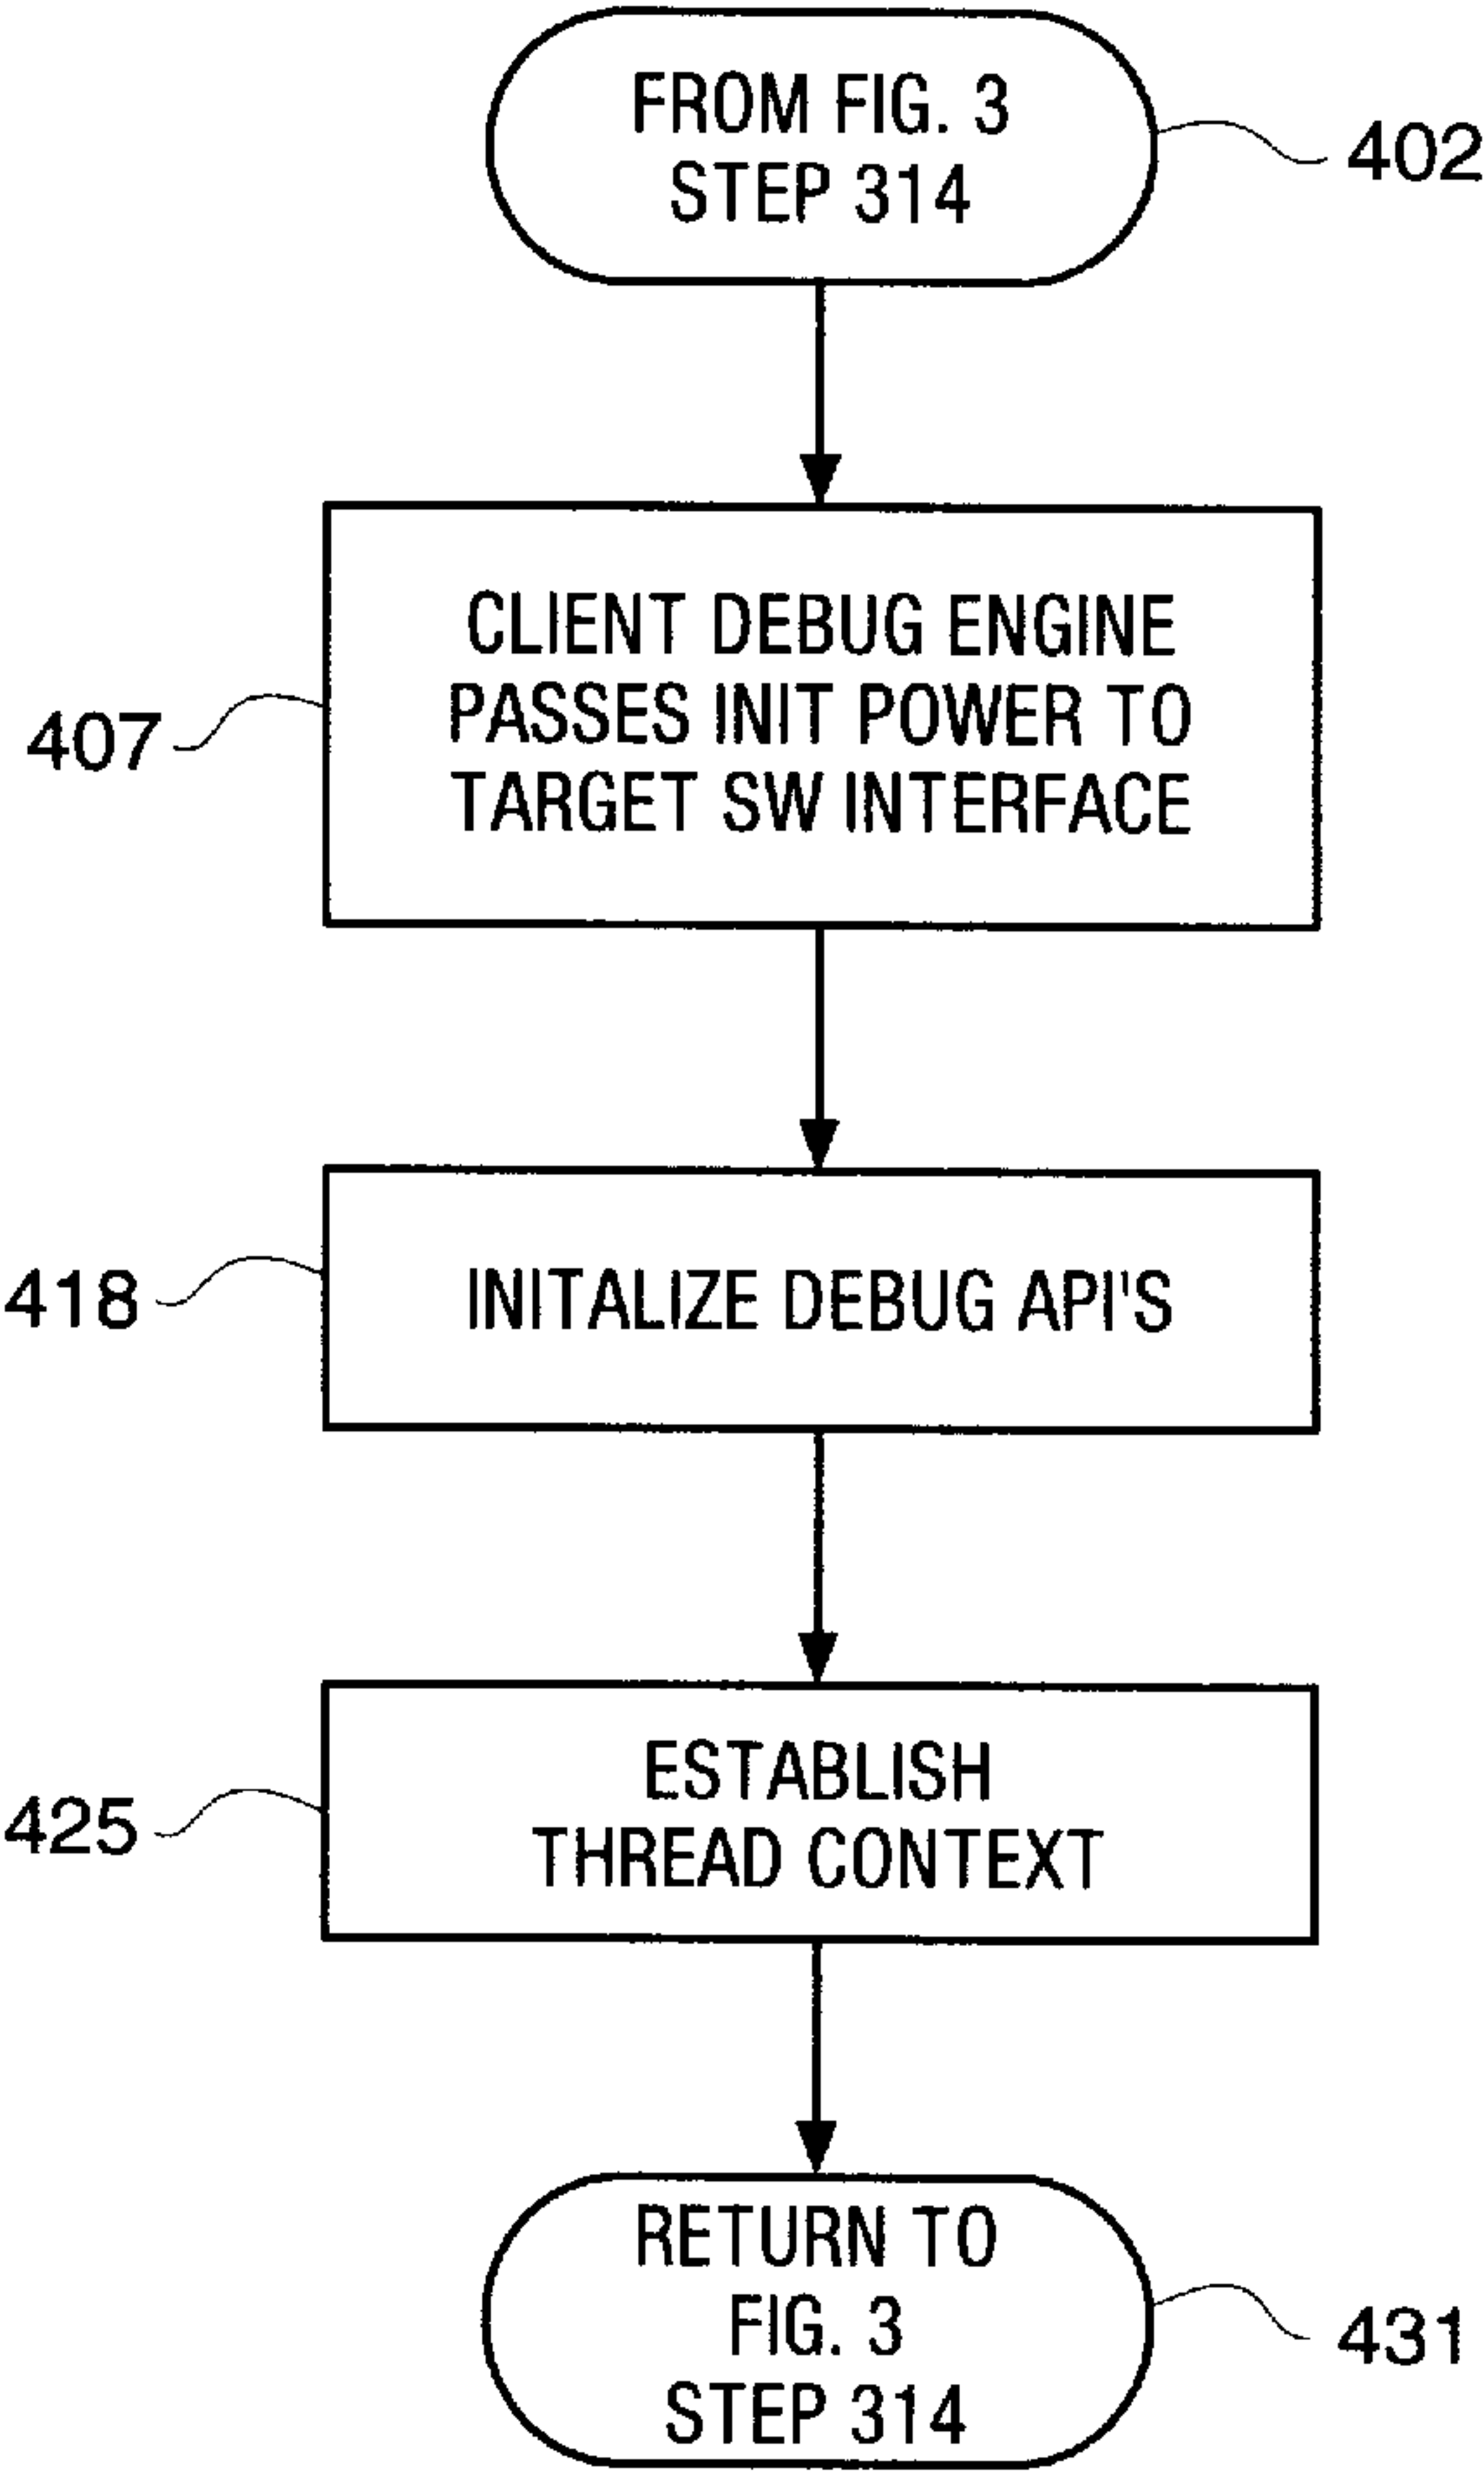 FROM FIG. 3
STEP 314
402
CLIENT DEBUG ENGINE
PASSES INIT POWER TO
TARGET SW INTERFACE
407
INITALIZE DEBUG API'S
418
ESTABLISH
THREAD CONTEXT
425
RETURN TO
FIG. 3
STEP 314
431